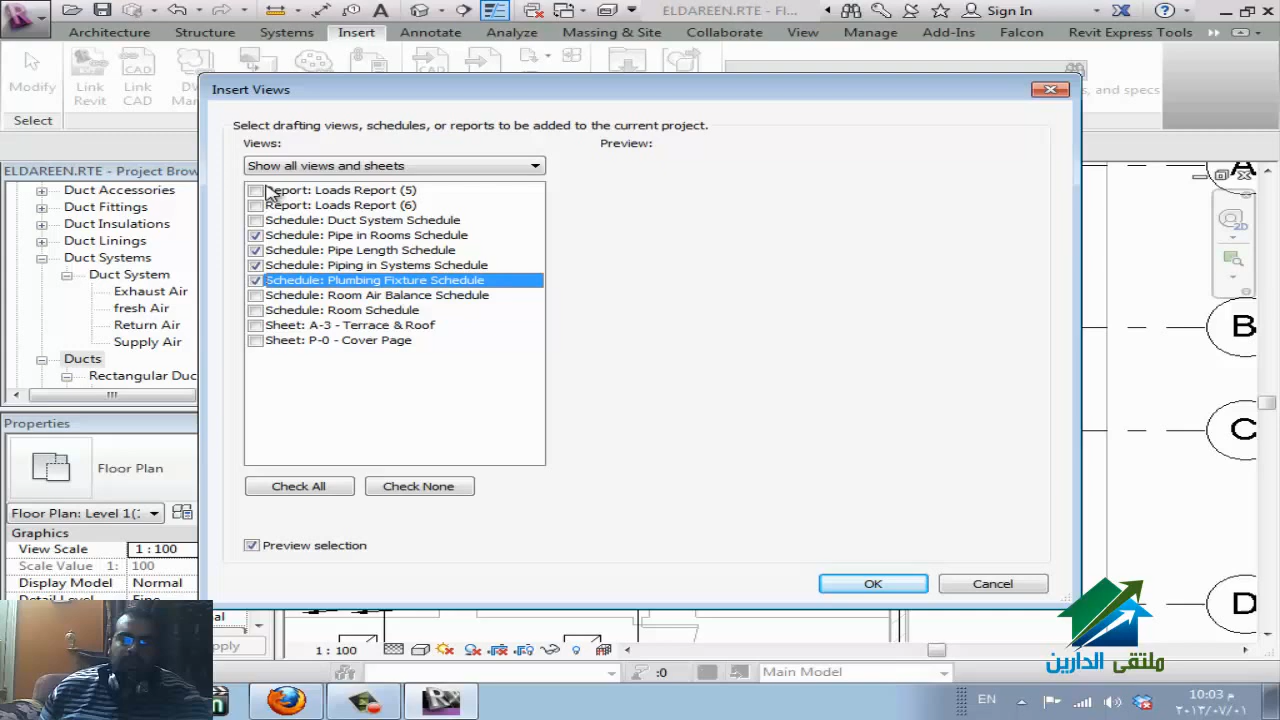 ELDAREEN.RTE - Fl...
Sign In
Architecture
Structure
Systems
Insert
Annotate
Analyze
Massing & Site
Collaborate
View
Manage
Add-Ins
Falcon
Revit Express Tools
Modify
Link Revit
Link CAD
Select
s, and specs
Insert Views
Select drafting views, schedules, or reports to be added to the current project.
Views:
Preview:
Show all views and sheets
Report: Loads Report (5)
Report: Loads Report (6)
Schedule: Duct System Schedule
Schedule: Pipe in Rooms Schedule
Schedule: Pipe Length Schedule
Schedule: Piping in Systems Schedule
Schedule: Plumbing Fixture Schedule
Schedule: Room Air Balance Schedule
Schedule: Room Schedule
Sheet: A-3 - Terrace & Roof
Sheet: P-0 - Cover Page
Check All
Check None
Preview selection
OK
Cancel
ELDAREEN.RTE - Project Brow
Duct Accessories
Duct Fittings
Duct Insulations
Duct Linings
Duct Systems
Duct System
Exhaust Air
fresh Air
Return Air
Supply Air
Ducts
Rectangular Duc
Properties
Floor Plan
Floor Plan: Level 1(
Graphics
View Scale
1 : 100
Scale Value 1:
100
Display Model
Normal
A
B
C
D
2D
1 : 100
:0
Main Model
ملتقى الدارين
EN
10:03 م
٢٠١٣/٠٧/٠١